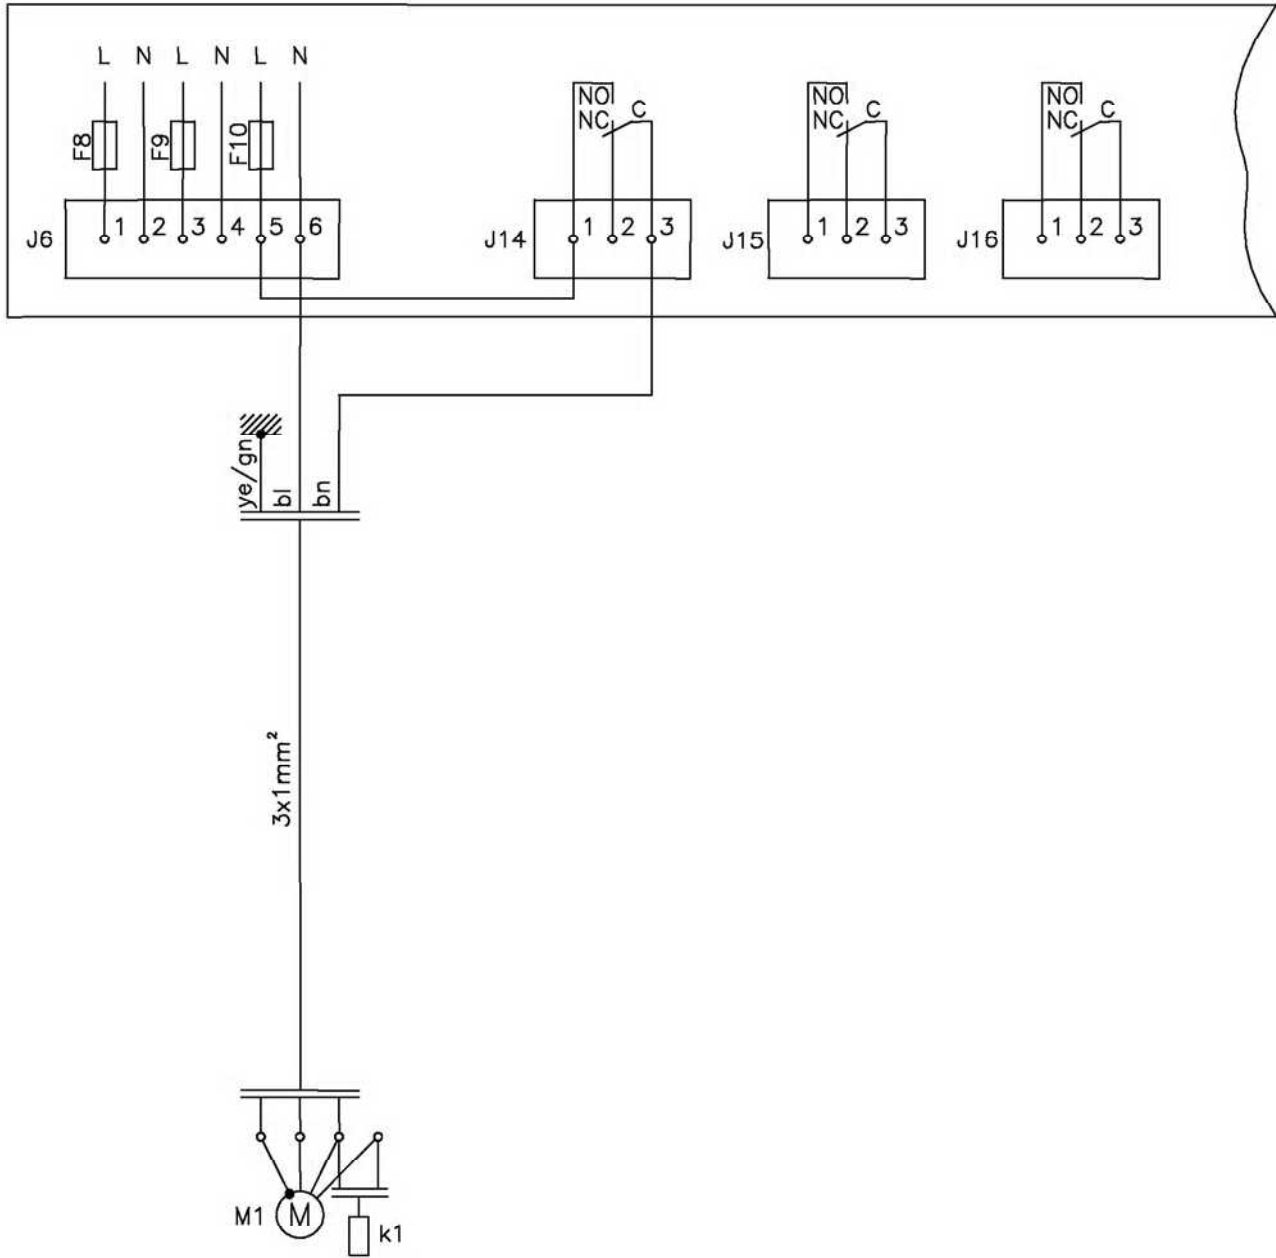 L N L N L N
F8 F9 F10
NO NC C
NO NC C
NO NC C
J6 1 2 3 4 5 6
J14 1 2 3
J15 1 2 3
J16 1 2 3
ye/gn bl bn
3x1mm²
M1 M k1